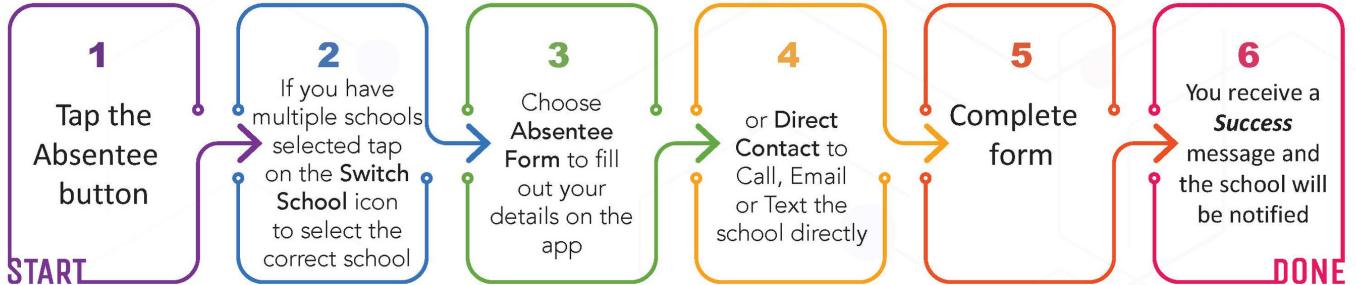 1
Tap the
Absentee
button
START
2
If you have
multiple schools
selected tap
on the Switch
School icon
to select the
correct school
3
Choose
Absentee
Form to fill
out your
details on the
app
4
or Direct
Contact to
Call, Email
or Text the
school directly
5
Complete
form
6
You receive a
Success
message and
the school will
be notified
DONE